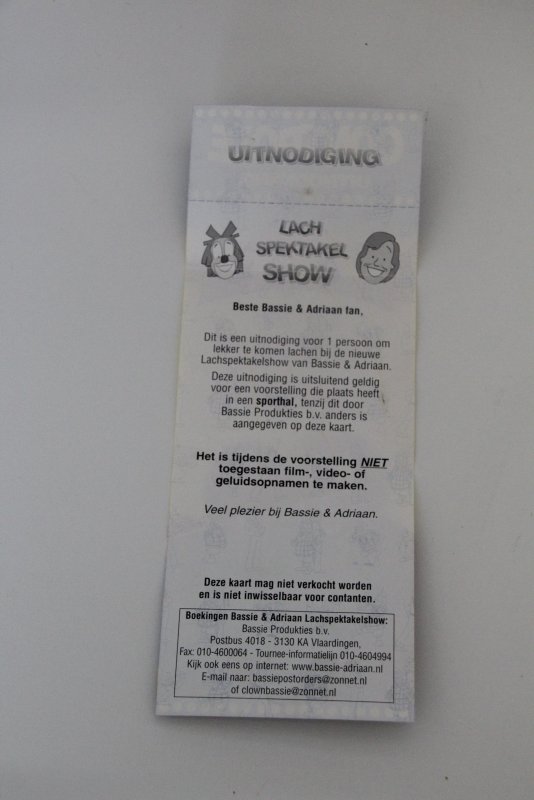 UITNODIGING
LACH
SPEKTAKEL
SHOW
Beste Bassie & Adriaan fan,
Dit is een uitnodiging voor 1 persoon om
lekker te komen lachen bij de nieuwe
Lachspektakelshow van Bassie & Adriaan.
Deze uitnodiging is uitsluitend geldig
voor een voorstelling die plaats heeft
in een sporthal, tenzij dit door
Bassie Produkties b.v. anders is
aangegeven op deze kaart.
Het is tijdens de voorstelling NIET
toegestaan film-, video- of
geluidsopnamen te maken.
Veel plezier bij Bassie & Adriaan.
Deze kaart mag niet verkocht worden
en is niet inwisselbaar voor contanten.
Boekingen Bassie & Adriaan Lachspektakelshow:
Bassie Produkties b.v.
Postbus 4018 - 3130 KA Vlaardingen,
Fax: 010-4600064 - Tournee-informatielijn 010-4604994
Kijk ook eens op internet: www.bassie-adriaan.nl
E-mail naar: bassiepostorders@zonnet.nl
of clownbassie@zonnet.nl